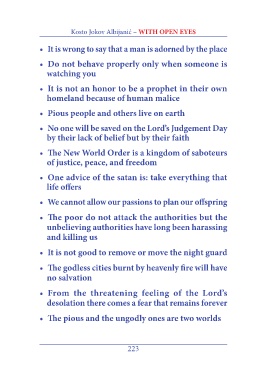 Kosto Jokov Albijanić – WITH OPEN EYES
• It is wrong to say that a man is adorned by the place
• Do not behave properly only when someone is
watching you
• It is not an honor to be a prophet in their own
homeland because of human malice
• Pious people and others live on earth
• No one will be saved on the Lord's Judgement Day
by their lack of belief but by their faith
• The New World Order is a kingdom of saboteurs
of justice, peace, and freedom
• One advice of the satan is: take everything that
life offers
• We cannot allow our passions to plan our offspring
• The poor do not attack the authorities but the
unbelieving authorities have long been harassing
and killing us
• It is not good to remove or move the night guard
• The godless cities burnt by heavenly fire will have
no salvation
• From the threatening feeling of the Lord's
desolation there comes a fear that remains forever
• The pious and the ungodly ones are two worlds
223